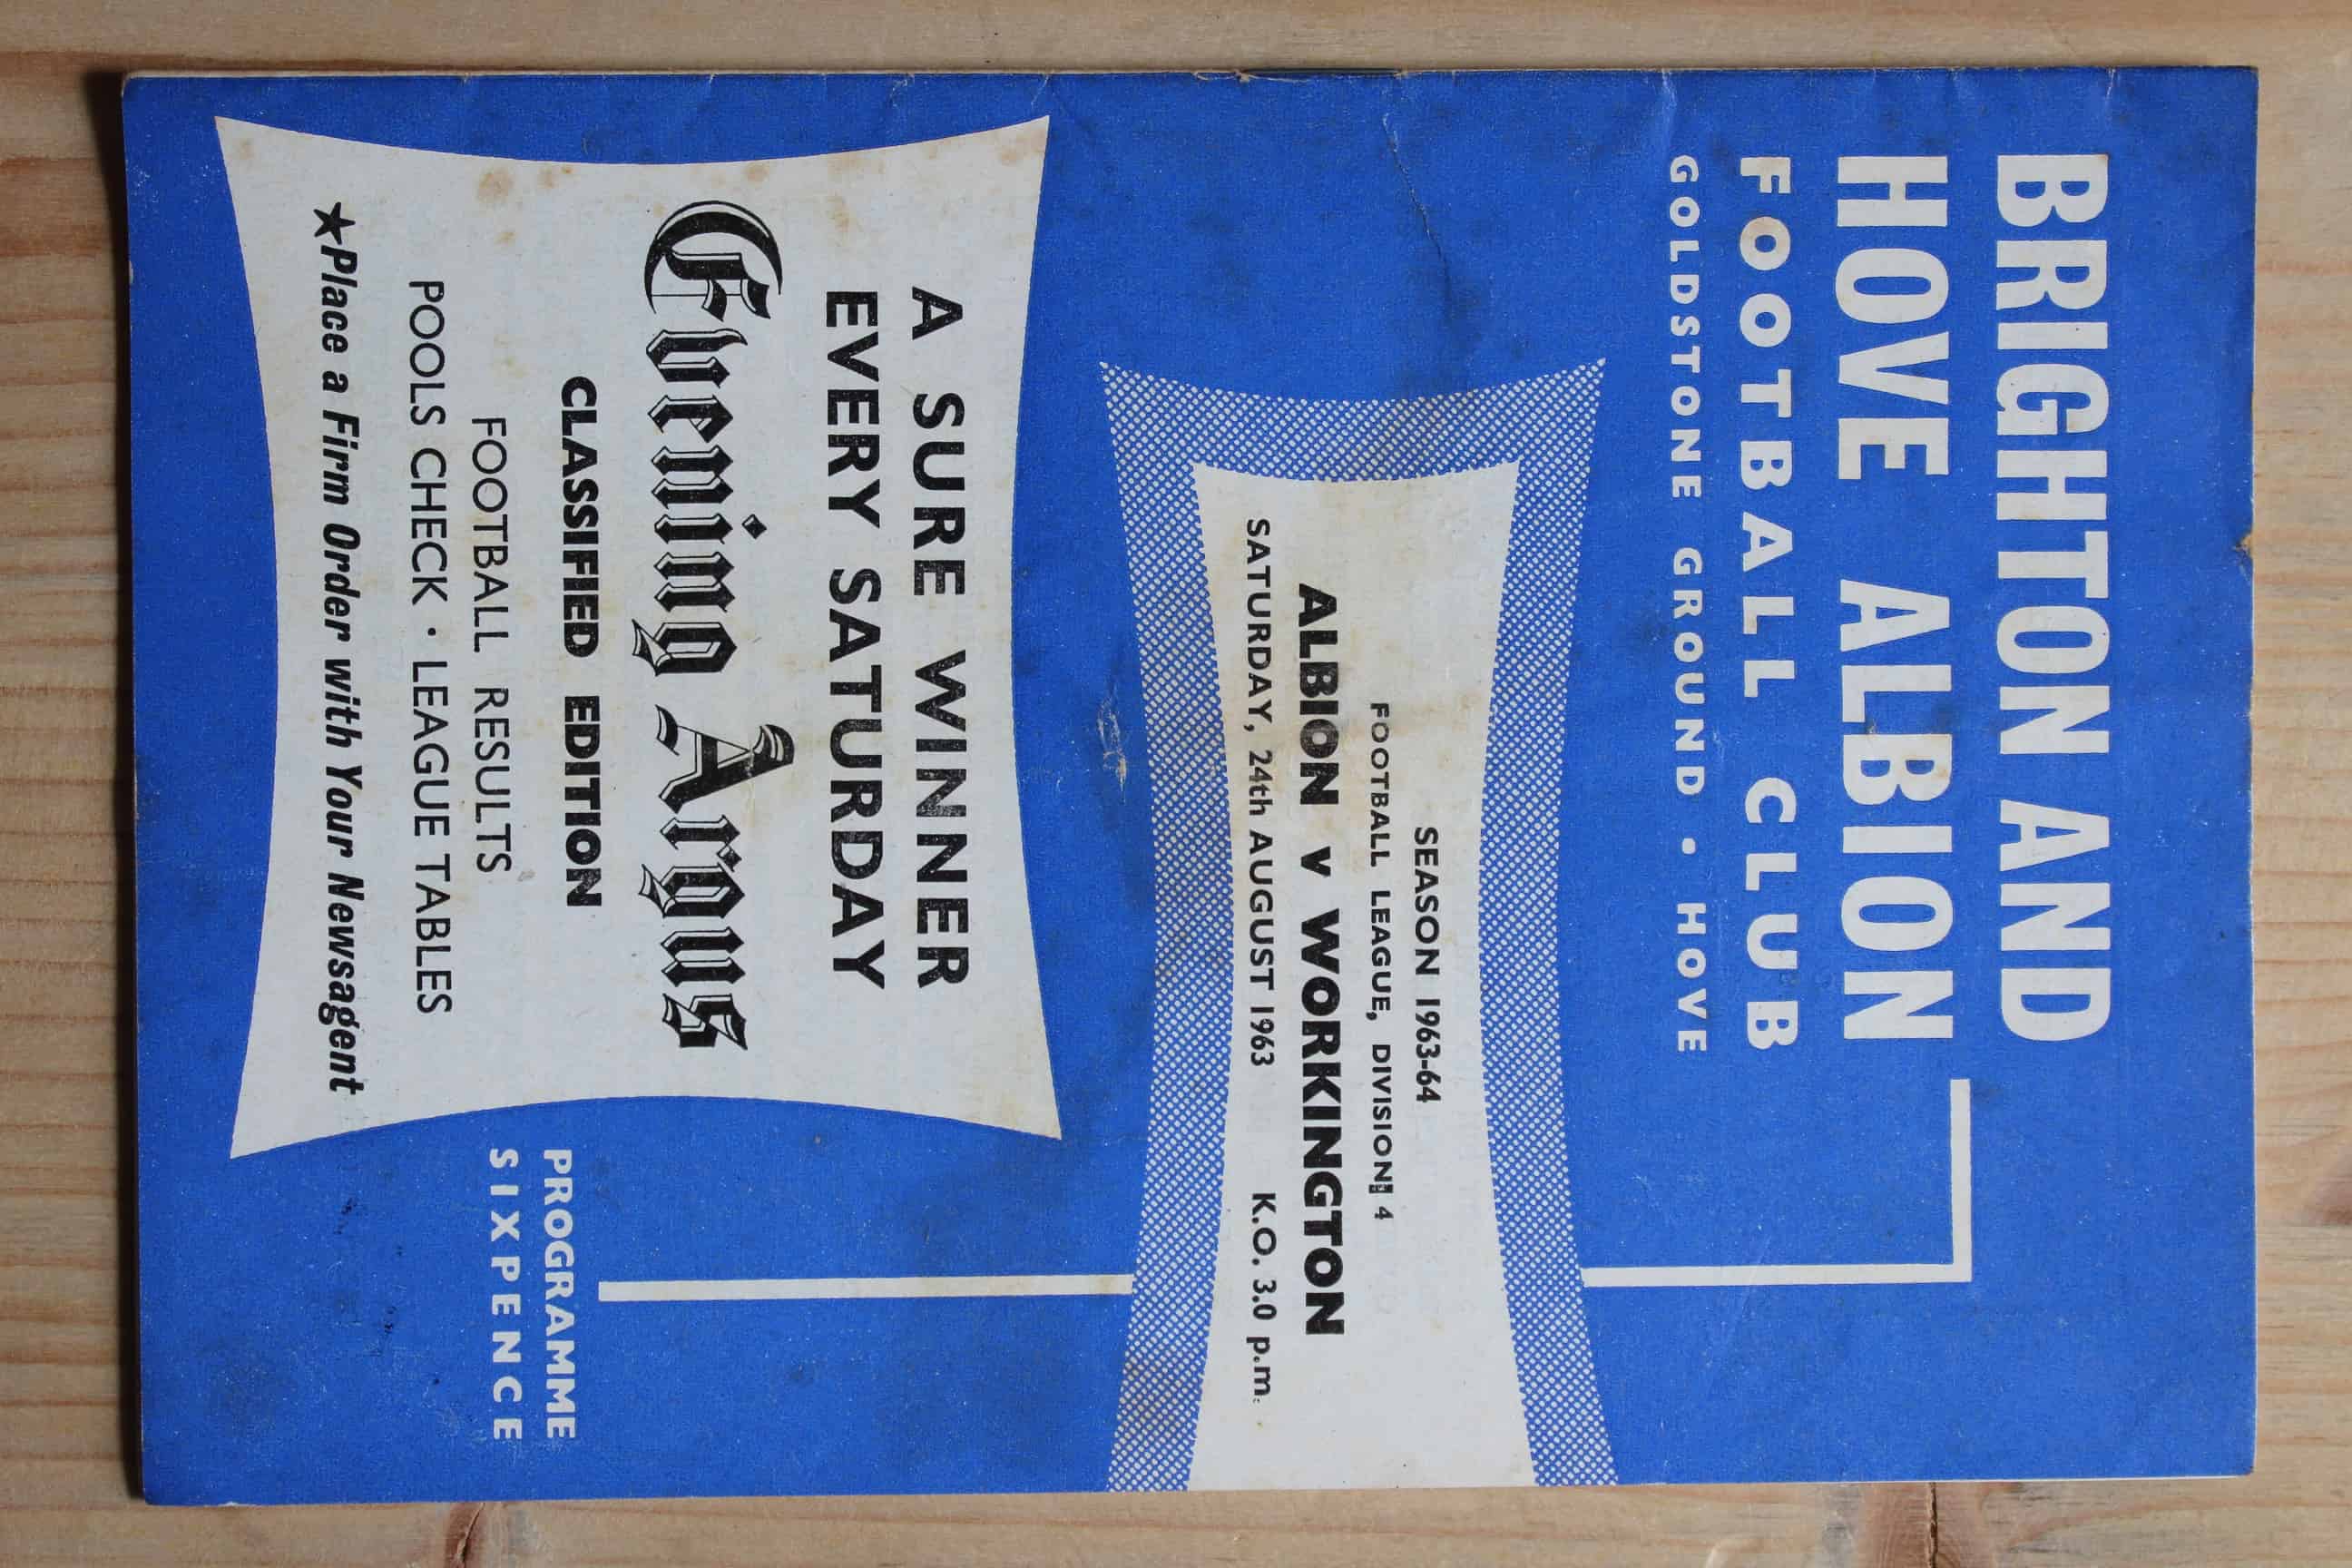 BRIGHTON AND
HOVE ALBION
FOOTBALL CLUB
GOLDSTONE GROUND · HOVE
SEASON 1963-64
FOOTBALL LEAGUE, DIVISION 4
ALBION v WORKINGTON
SATURDAY, 24th AUGUST 1963 K.O. 3.0 p.m.
A SURE WINNER
EVERY SATURDAY
Evening Argus
CLASSIFIED EDITION
FOOTBALL RESULTS
POOLS CHECK · LEAGUE TABLES
★Place a Firm Order with Your Newsagent
PROGRAMME
SIXPENCE